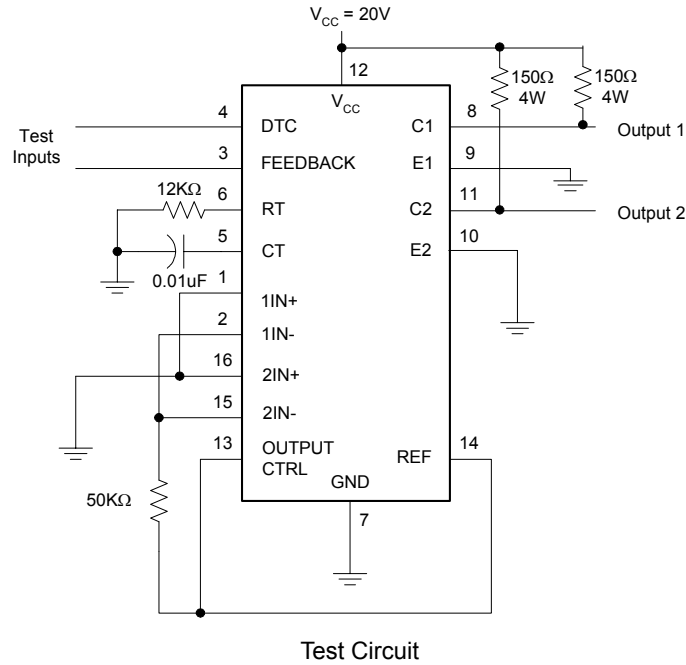 V_CC = 20V
12
150Ω
4W
150Ω
4W
V_CC
4
DTC
C1
8
Output 1
Test
Inputs
3
FEEDBACK
E1
9
12KΩ
6
RT
C2
11
Output 2
5
CT
E2
10
0.01uF
1
1IN+
2
1IN-
16
2IN+
15
2IN-
13
OUTPUT
CTRL
REF
14
GND
50KΩ
7
Test Circuit